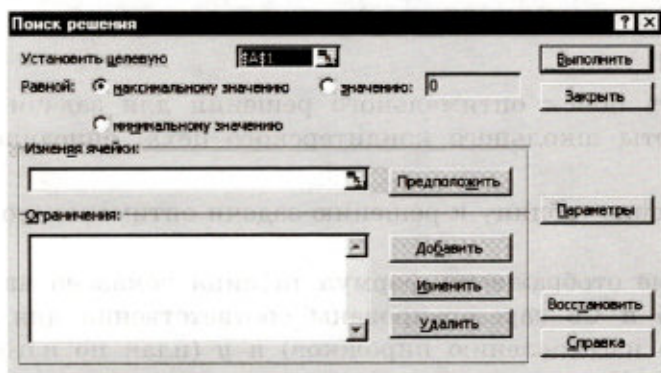 Поиск решения
Установить целевую $A$1 Выполнить
Равной: максимальному значению значению: 0 Закрыть
минимальному значению
Изменяя ячейки:
Предположить
Ограничения: Параметры
Добавить
Изменить
Удалить Восстановить
Справка